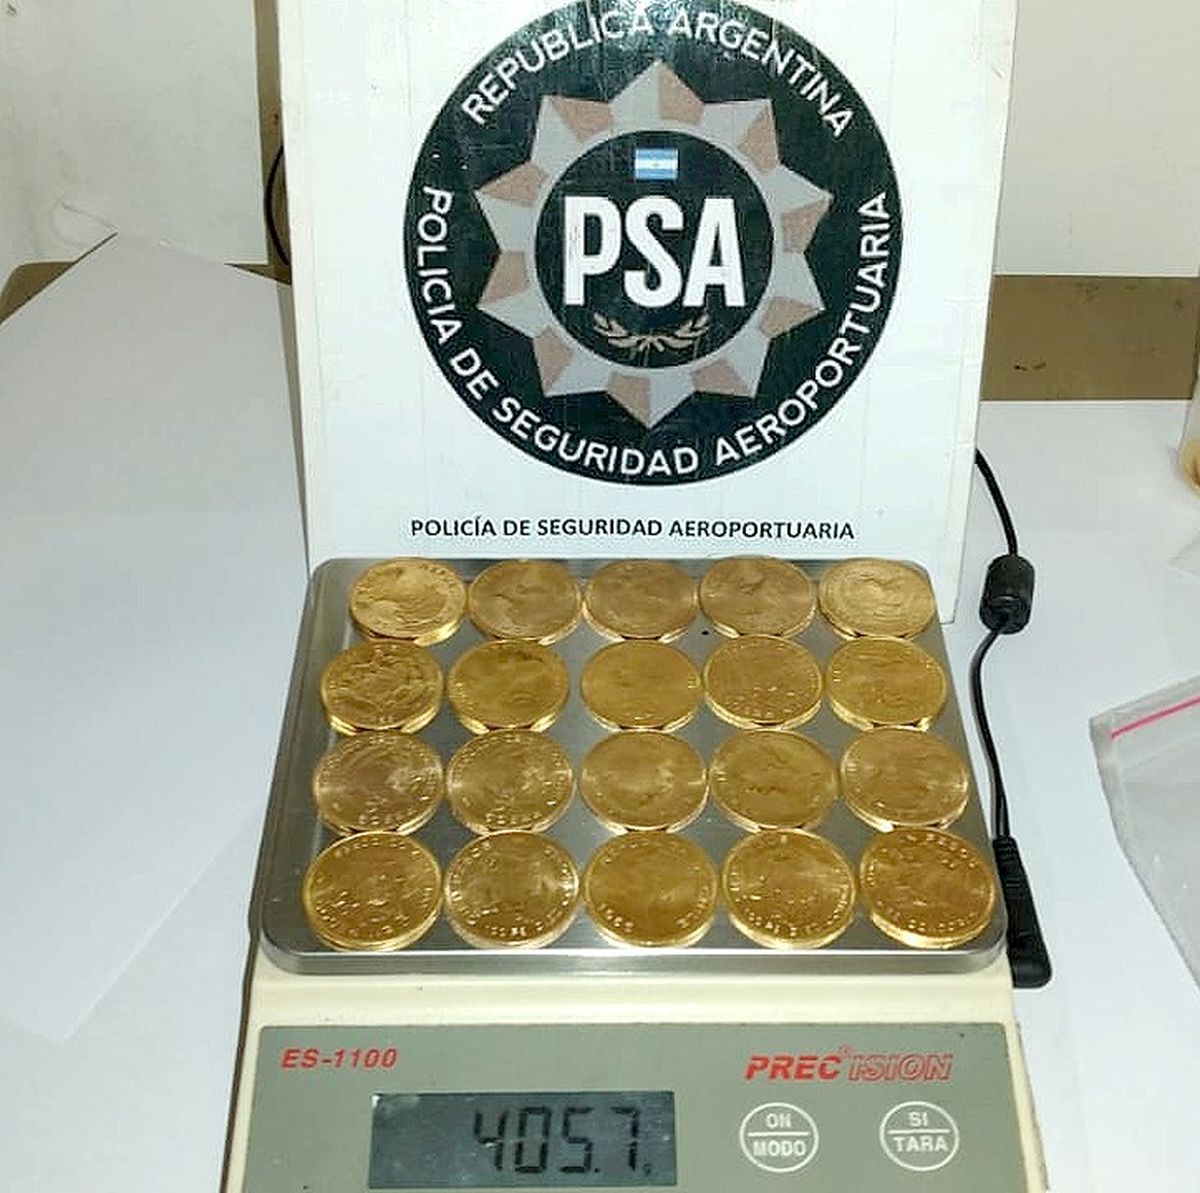 REPUBLICA ARGENTINA
PSA
POLICIA DE SEGURIDAD AEROPORTUARIA
POLICÍA DE SEGURIDAD AEROPORTUARIA
ES-1100
PRECISION
405.7
ON
MODO
SI
TARA